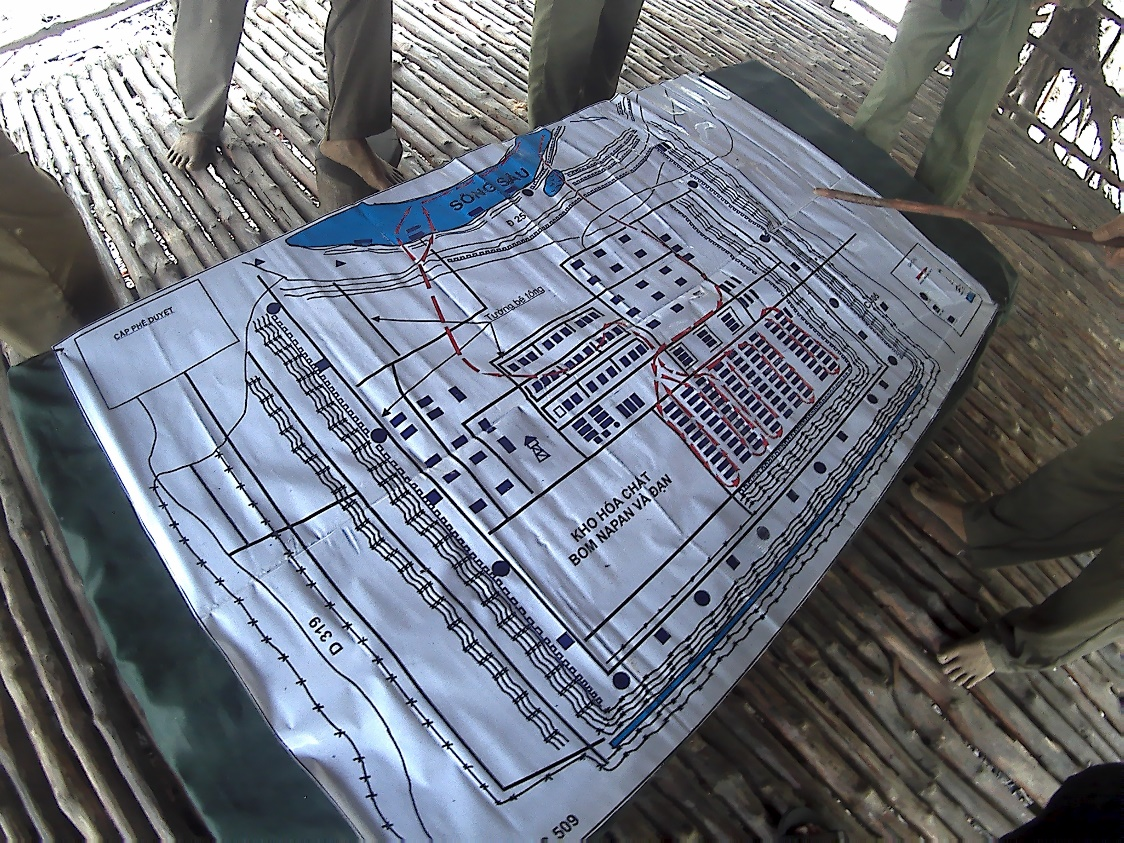 SÔNG SÂU
Đ 25
CẤP PHÊ DUYỆT
Tường bê tông
KHO HÓA CHẤT
BOM NAPAN VÀ ĐẠN
D 319
509